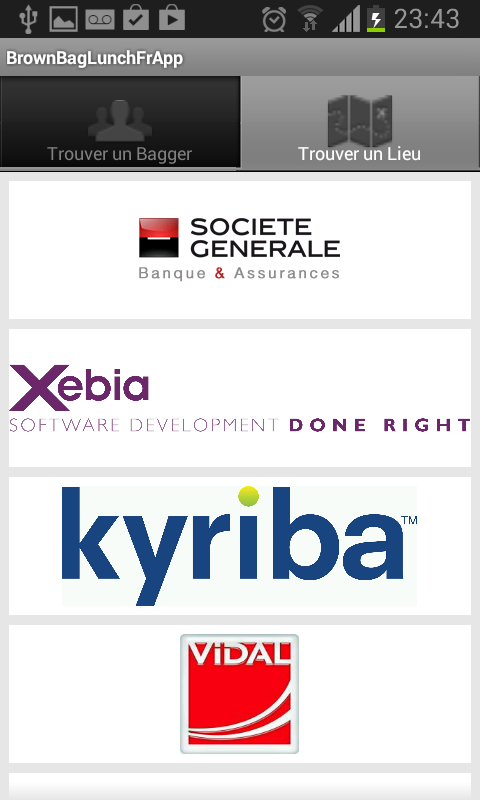 23:43
BrownBagLunchFrApp
Trouver un Bagger
Trouver un Lieu
SOCIETE
GENERALE
Banque & Assurances
Xebia
SOFTWARE DEVELOPMENT DONE RIGHT
kyriba™
VIDAL